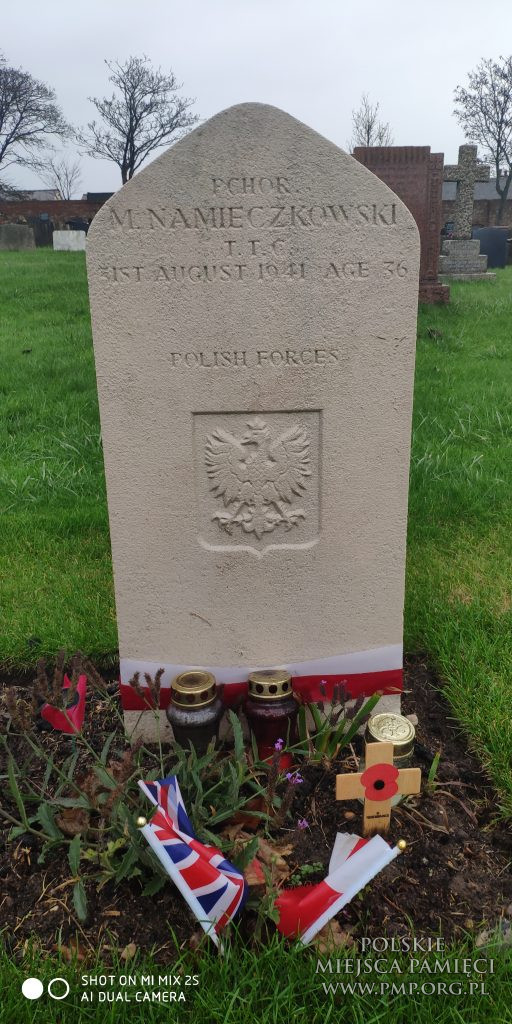 PCHOR.
M. NAMIECZKOWSKI
T.T.C.
31ST AUGUST 1941 AGE 36
POLISH FORCES
POLSKIE
MIEJSCA PAMIĘCI
WWW.PMP.ORG.PL
SHOT ON MI MIX 2S
AI DUAL CAMERA